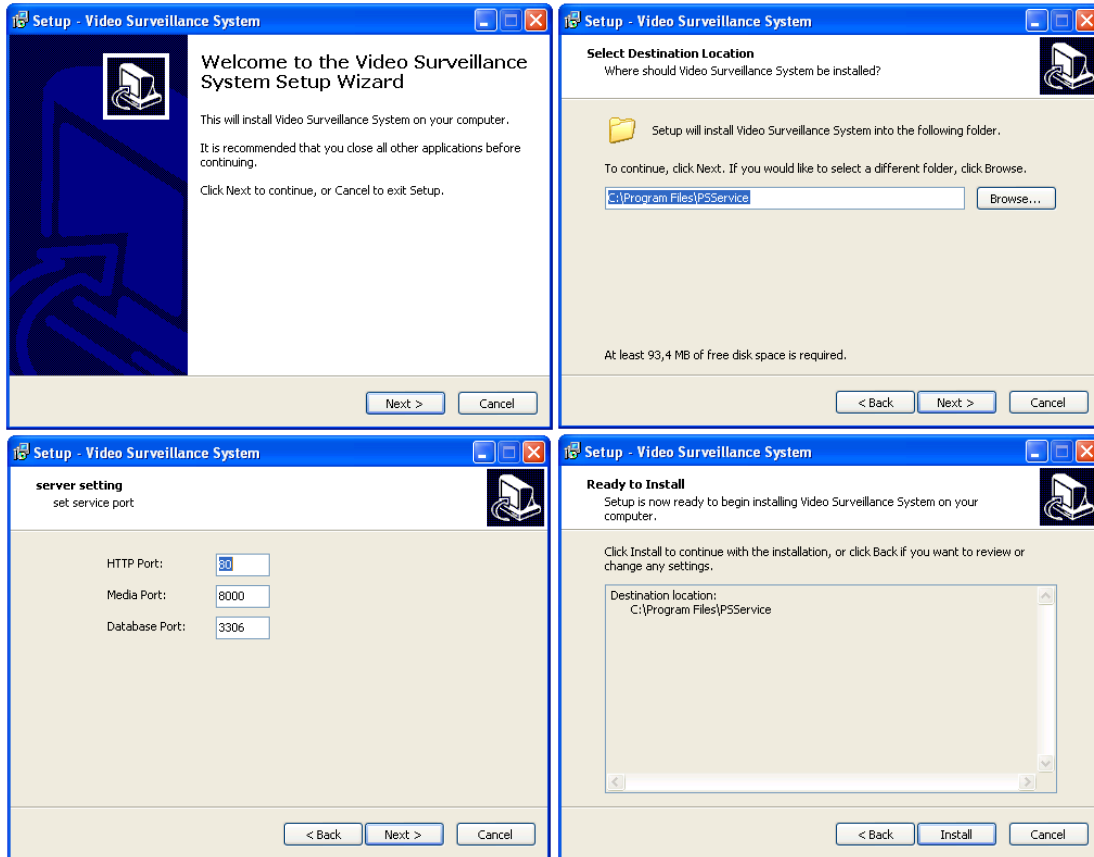 Setup - Video Surveillance System
Welcome to the Video Surveillance
System Setup Wizard
This will install Video Surveillance System on your computer.
It is recommended that you close all other applications before
continuing.
Click Next to continue, or Cancel to exit Setup.
Next >
Cancel
Setup - Video Surveillance System
Select Destination Location
Where should Video Surveillance System be installed?
Setup will install Video Surveillance System into the following folder.
To continue, click Next. If you would like to select a different folder, click Browse.
C:\Program Files\PSService
Browse...
At least 93,4 MB of free disk space is required.
< Back
Next >
Cancel
Setup - Video Surveillance System
server setting
set service port
HTTP Port:
80
Media Port:
8000
Database Port:
3306
< Back
Next >
Cancel
Setup - Video Surveillance System
Ready to Install
Setup is now ready to begin installing Video Surveillance System on your
computer.
Click Install to continue with the installation, or click Back if you want to review or
change any settings.
Destination location:
C:\Program Files\PSService
< Back
Install
Cancel